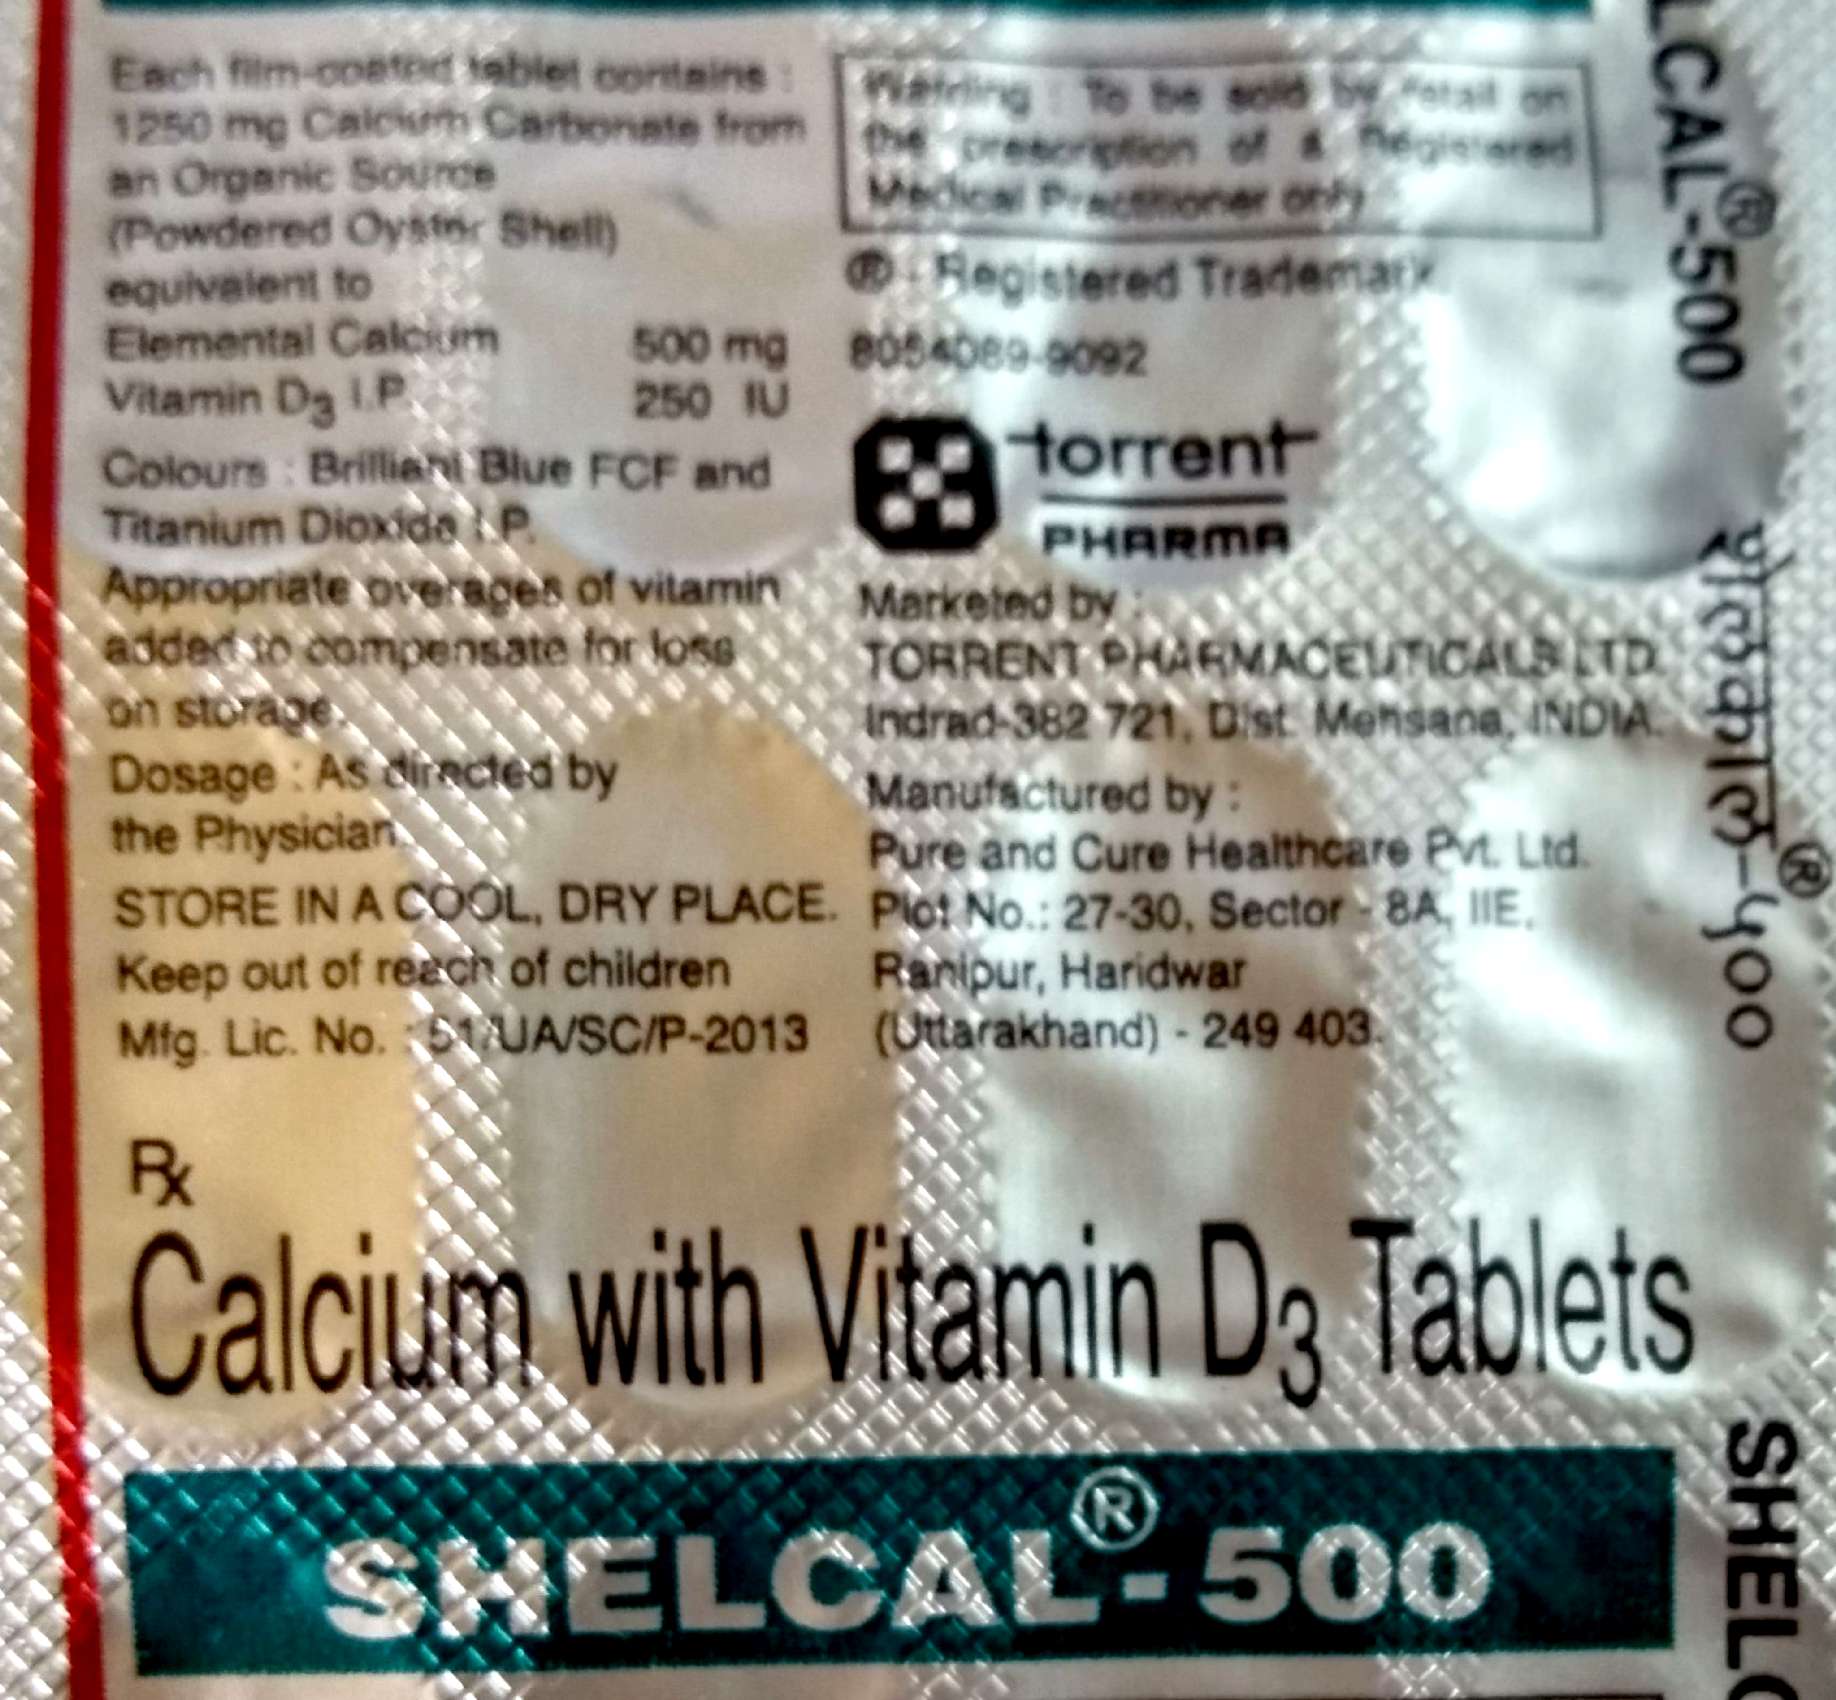 Each film-coated tablet contains :
1250 mg Calcium Carbonate from
an Organic Source
(Powdered Oyster Shell)
equivalent to
Elemental Calcium 500 mg
Vitamin D3 I.P. 250 IU
Colours : Brilliant Blue FCF and
Titanium Dioxide I.P.
Appropriate overages of vitamin
added to compensate for loss
on storage.
Dosage : As directed by
the Physician.
STORE IN A COOL, DRY PLACE.
Keep out of reach of children
Mfg. Lic. No. : 51/UA/SC/P-2013
Warning : To be sold by retail on
the prescription of a Registered
Medical Practitioner only
® - Registered Trademark
8054089-9092
torrent
PHARMA
Marketed by :
TORRENT PHARMACEUTICALS LTD.
Indrad-382 721, Dist. Mehsana, INDIA.
Manufactured by :
Pure and Cure Healthcare Pvt. Ltd.
Plot No.: 27-30, Sector - 8A, IIE,
Ranipur, Haridwar
(Uttarakhand) - 249 403.
Rx
Calcium with Vitamin D3 Tablets
SHELCAL®-500
LCAL®-500
शेलकाल-५००®
SHELC